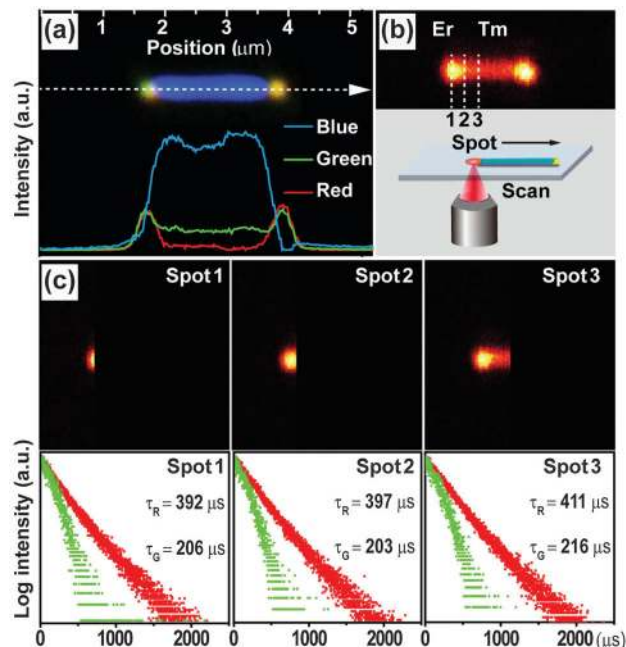 (a)
1 2 3 4 5
Position (μm)
Intensity (a.u.)
Blue
Green
Red
(b)
Er Tm
1 2 3
Spot
Scan
(c)
Spot 1
Spot 2
Spot 3
Log intensity (a.u.)
Spot 1
τR = 392 μs
τG = 206 μs
Spot 2
τR = 397 μs
τG = 203 μs
Spot 3
τR = 411 μs
τG = 216 μs
0 1000 2000
0 1000 2000
0 1000 2000 (μs)